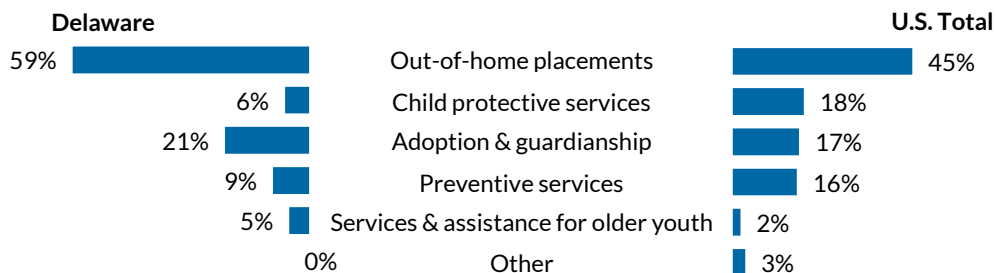 Delaware U.S. Total
59% Out-of-home placements 45%
6% Child protective services 18%
21% Adoption & guardianship 17%
9% Preventive services 16%
5% Services & assistance for older youth 2%
0% Other 3%